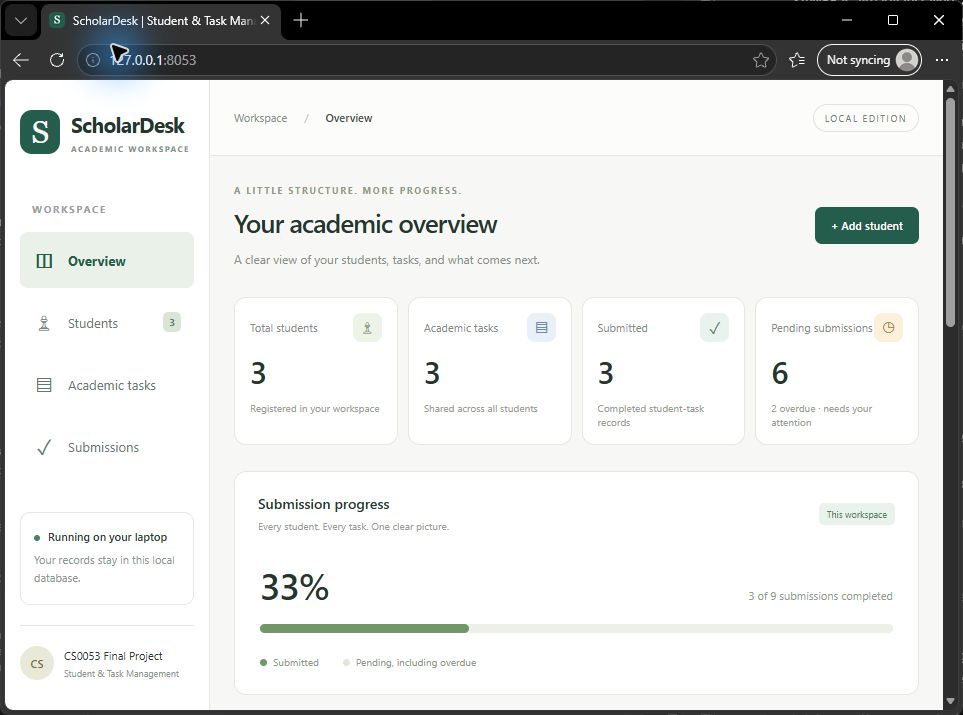 S ScholarDesk | Student & Task Man
127.0.0.1:8053
Not syncing
S
ScholarDesk
ACADEMIC WORKSPACE
WORKSPACE
Overview
Students 3
Academic tasks
Submissions
Running on your laptop
Your records stay in this local
database.
CS
CS0053 Final Project
Student & Task Management
Workspace / Overview
LOCAL EDITION
A LITTLE STRUCTURE. MORE PROGRESS.
Your academic overview
+ Add student
A clear view of your students, tasks, and what comes next.
Total students
3
Registered in your workspace
Academic tasks
3
Shared across all students
Submitted
3
Completed student-task
records
Pending submissions
6
2 overdue · needs your
attention
Submission progress
Every student. Every task. One clear picture.
This workspace
33%
3 of 9 submissions completed
Submitted
Pending, including overdue